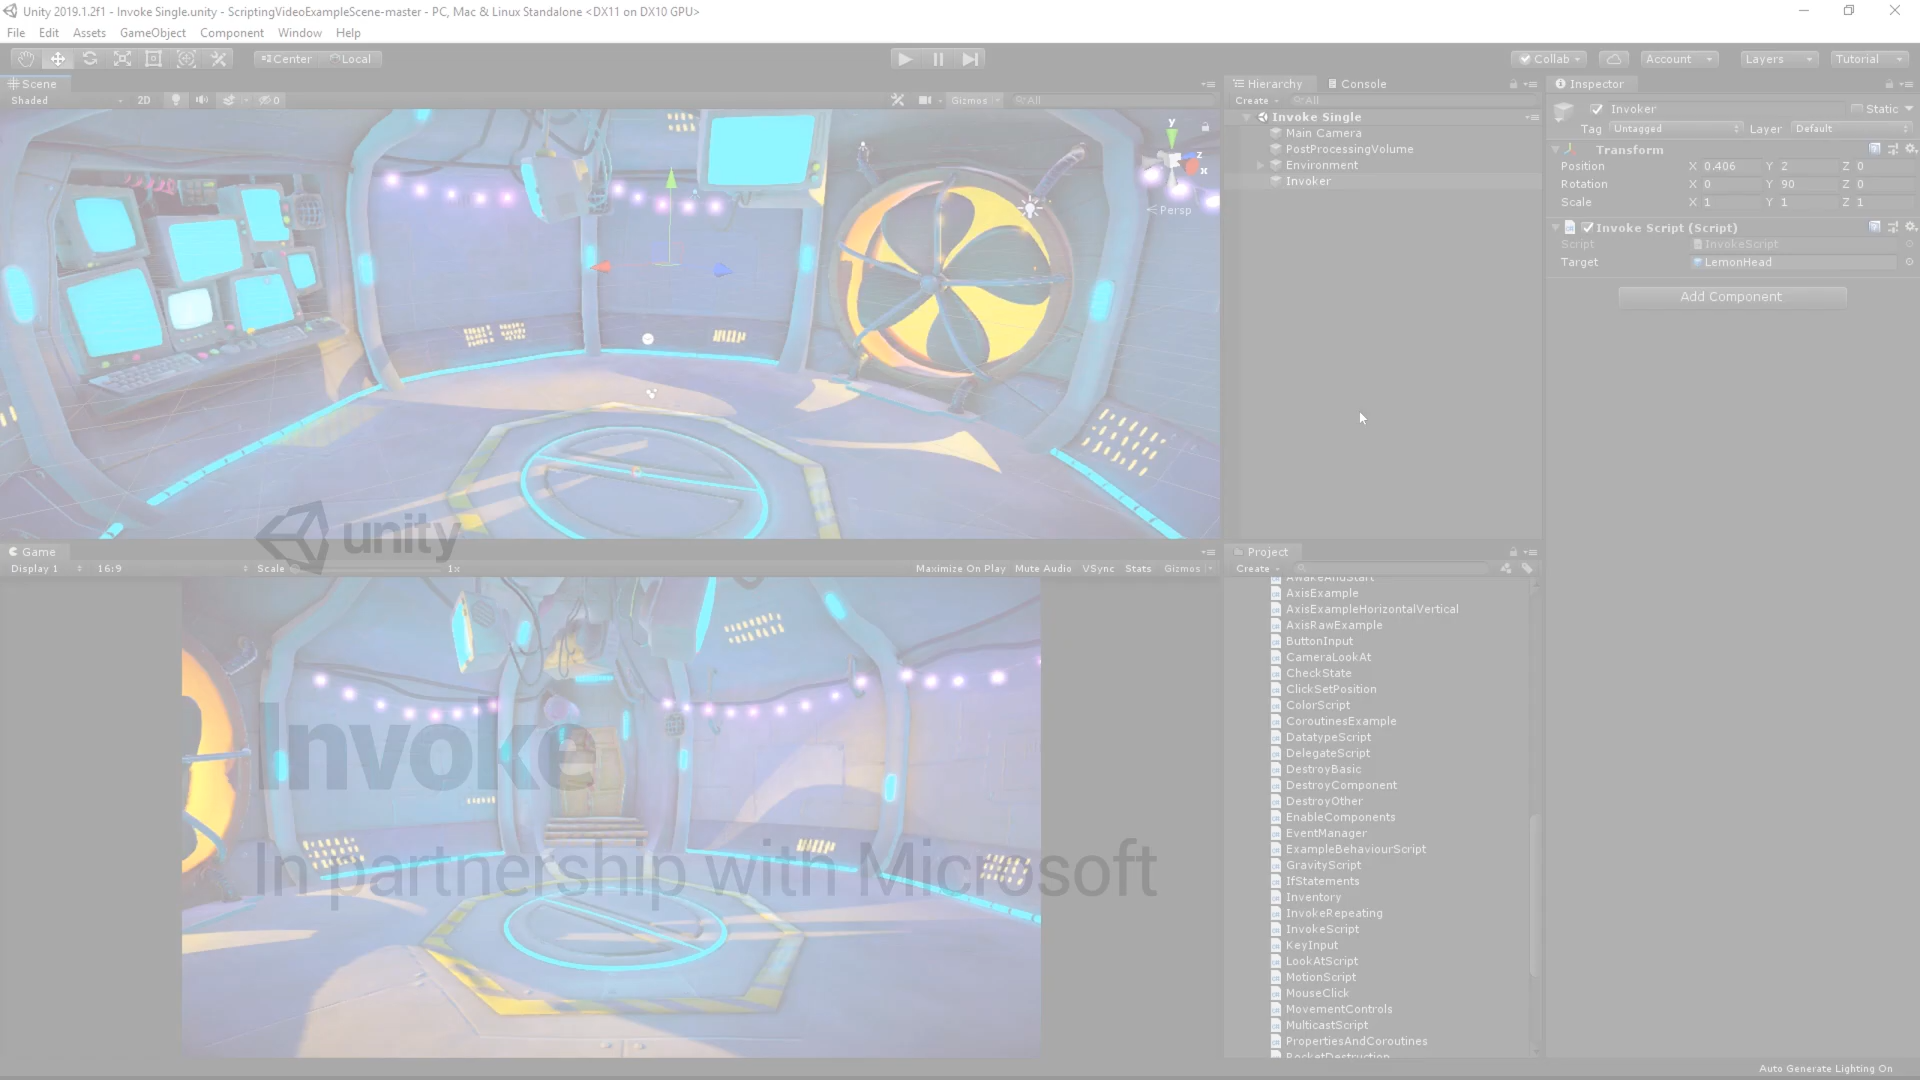 Unity 2019.1.2f1 - Invoke Single.unity - ScriptingVideoExampleScene-master - PC, Mac & Linux Standalone <DX11 on DX10 GPU>
File Edit Assets GameObject Component Window Help
Center Local
Collab Account Layers Tutorial
Scene
Shaded 2D 0 Gizmos All
y
z
x
Persp
Hierarchy Console
Create All
Invoke Single
Main Camera
PostProcessingVolume
Environment
Invoker
Inspector
Invoker Static
Tag Untagged Layer Default
Transform
Position X 0.406 Y 2 Z 0
Rotation X 0 Y 90 Z 0
Scale X 1 Y 1 Z 1
Invoke Script (Script)
Script InvokeScript
Target LemonHead
Add Component
unity
Game
Display 1 16:9 Scale 1x Maximize On Play Mute Audio VSync Stats Gizmos
Invoke
In partnership with Microsoft
Project
Create
AwakeAndStart
AxisExample
AxisExampleHorizontalVertical
AxisRawExample
ButtonInput
CameraLookAt
CheckState
ClickSetPosition
ColorScript
CoroutinesExample
DatatypeScript
DelegateScript
DestroyBasic
DestroyComponent
DestroyOther
EnableComponents
EventManager
ExampleBehaviourScript
GravityScript
IfStatements
Inventory
InvokeRepeating
InvokeScript
KeyInput
LookAtScript
MotionScript
MouseClick
MovementControls
MulticastScript
PropertiesAndCoroutines
RocketDestruction
Auto Generate Lighting On